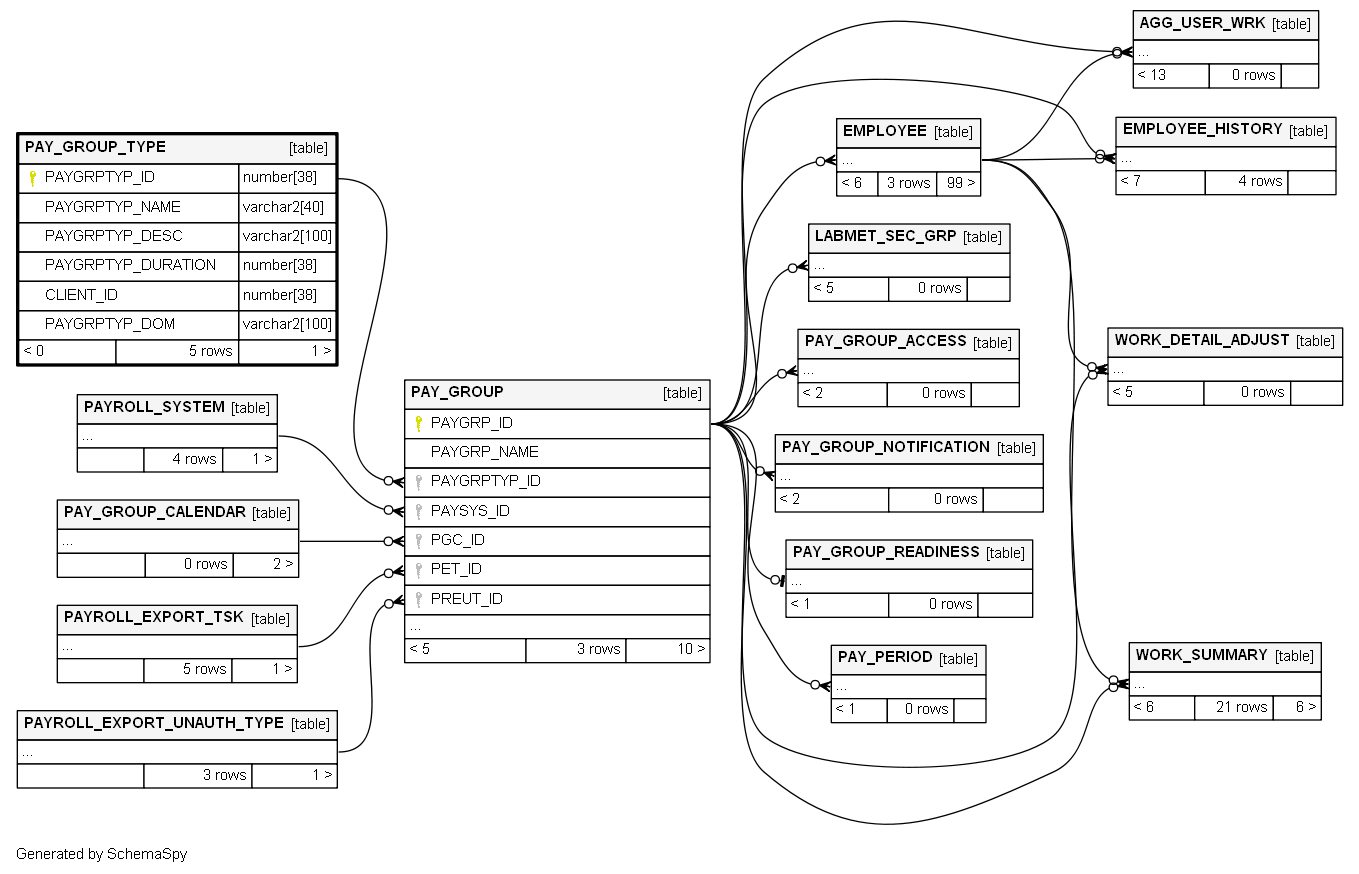 AGG_USER_WRK [table]
...
< 13 0 rows
EMPLOYEE_HISTORY [table]
...
< 7 4 rows
EMPLOYEE [table]
...
< 6 3 rows 99 >
PAY_GROUP_TYPE [table]
PAYGRPTYP_ID number[38]
PAYGRPTYP_NAME varchar2[40]
PAYGRPTYP_DESC varchar2[100]
PAYGRPTYP_DURATION number[38]
CLIENT_ID number[38]
PAYGRPTYP_DOM varchar2[100]
< 0 5 rows 1 >
LABMET_SEC_GRP [table]
...
< 5 0 rows
PAY_GROUP_ACCESS [table]
...
< 2 0 rows
WORK_DETAIL_ADJUST [table]
...
< 5 0 rows
PAYROLL_SYSTEM [table]
...
4 rows 1 >
PAY_GROUP [table]
PAYGRP_ID
PAYGRP_NAME
PAYGRPTYP_ID
PAYSYS_ID
PGC_ID
PET_ID
PREUT_ID
...
< 5 3 rows 10 >
PAY_GROUP_NOTIFICATION [table]
...
< 2 0 rows
PAY_GROUP_CALENDAR [table]
...
0 rows 2 >
PAY_GROUP_READINESS [table]
...
< 1 0 rows
PAYROLL_EXPORT_TSK [table]
...
5 rows 1 >
PAY_PERIOD [table]
...
< 1 0 rows
WORK_SUMMARY [table]
...
< 6 21 rows 6 >
PAYROLL_EXPORT_UNAUTH_TYPE [table]
...
3 rows 1 >
Generated by SchemaSpy